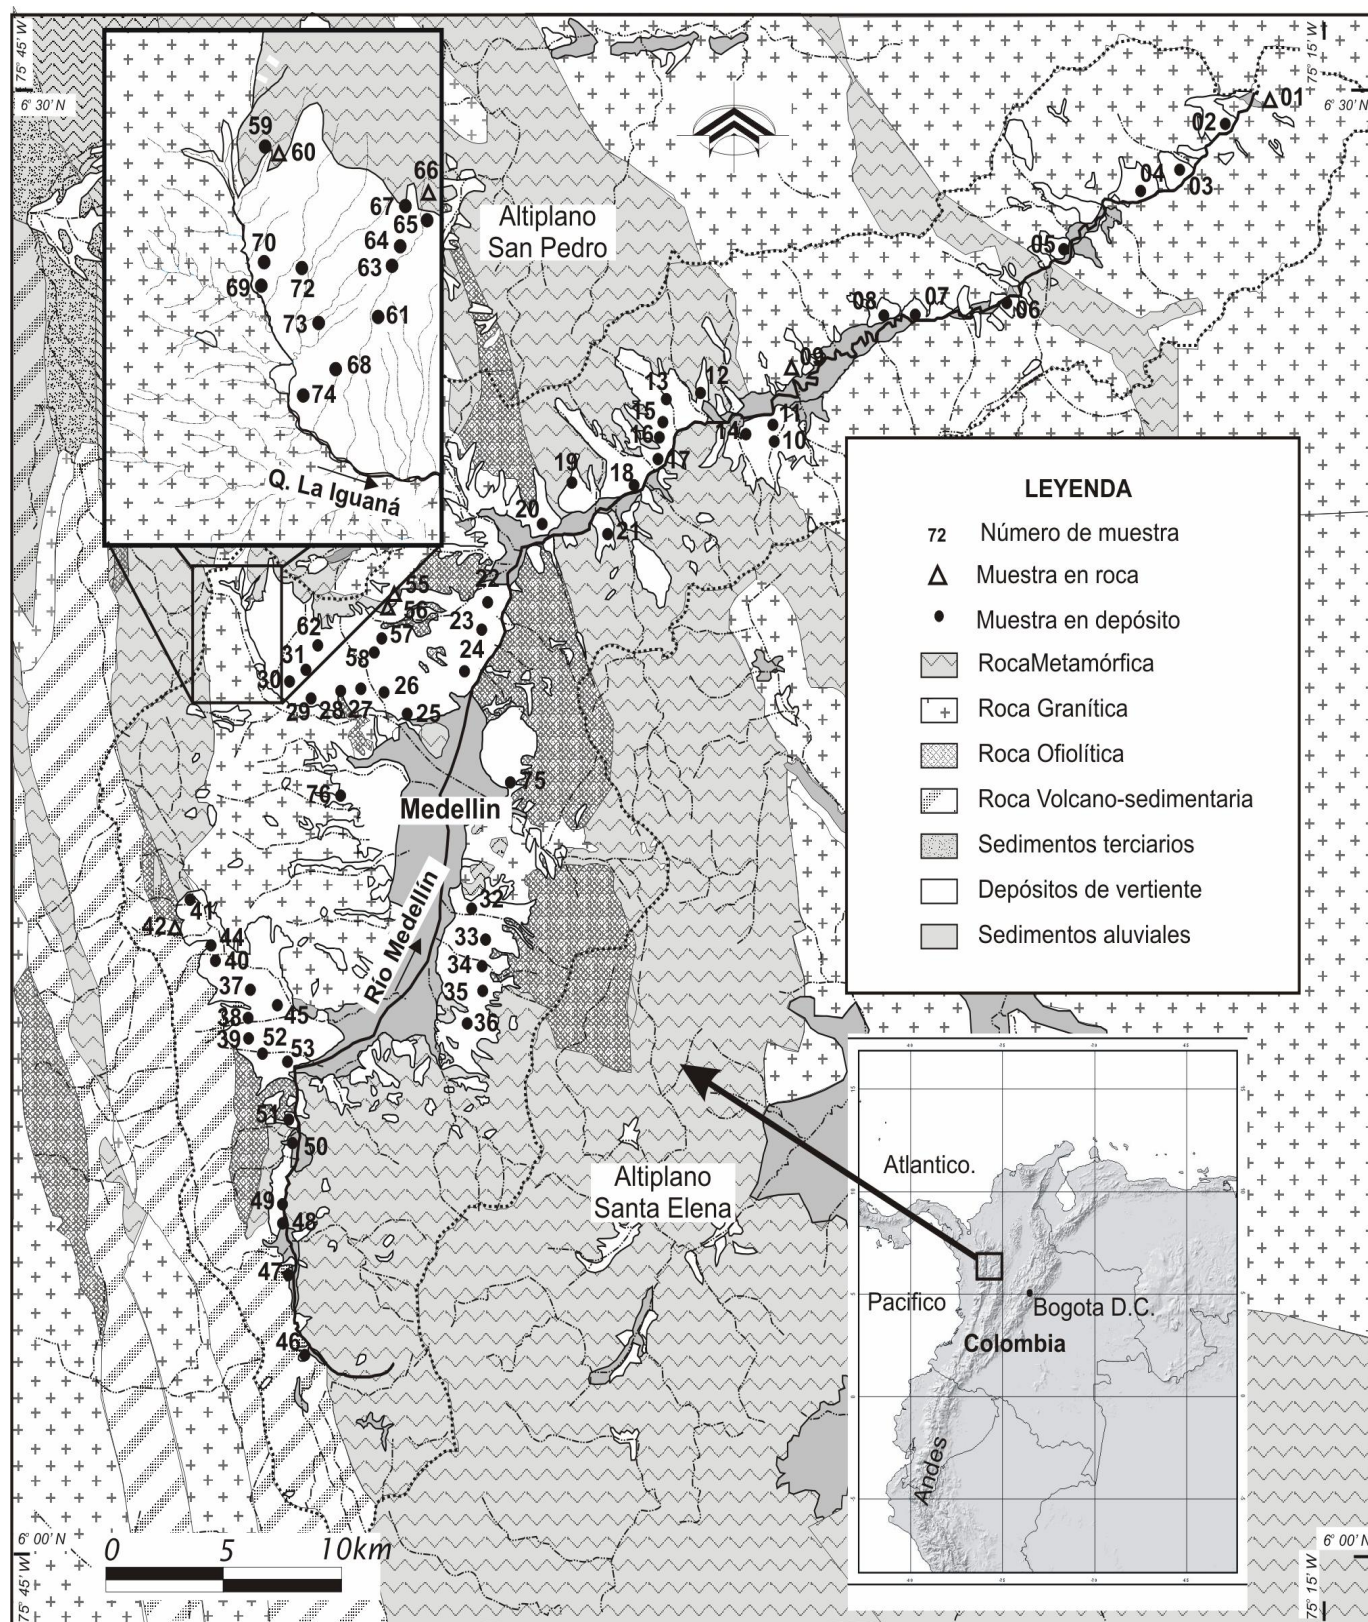 75° 45' W
6° 30' N
75° 15' W
6° 30' N
59
60
66
67
65
64
63
70
69
72
73
61
68
74
Q. La Iguaná
Altiplano
San Pedro
01
02
04
03
05
06
07
08
09
12
13
15
16
14
11
10
17
18
19
20
21
22
23
24
55
56
57
58
62
31
30
29
28
27
26
25
75
76
Medellin
Río Medellín
32
33
34
35
36
41
42
44
40
37
45
38
39
52
53
51
50
49
48
47
46
Altiplano
Santa Elena
LEYENDA
72 Número de muestra
Muestra en roca
Muestra en depósito
RocaMetamórfica
Roca Granítica
Roca Ofiolítica
Roca Volcano-sedimentaria
Sedimentos terciarios
Depósitos de vertiente
Sedimentos aluviales
Atlantico.
Pacifico
Bogota D.C.
Colombia
Andes
6° 00' N
75° 45' W
0 5 10km
6° 00' N
75° 15' W